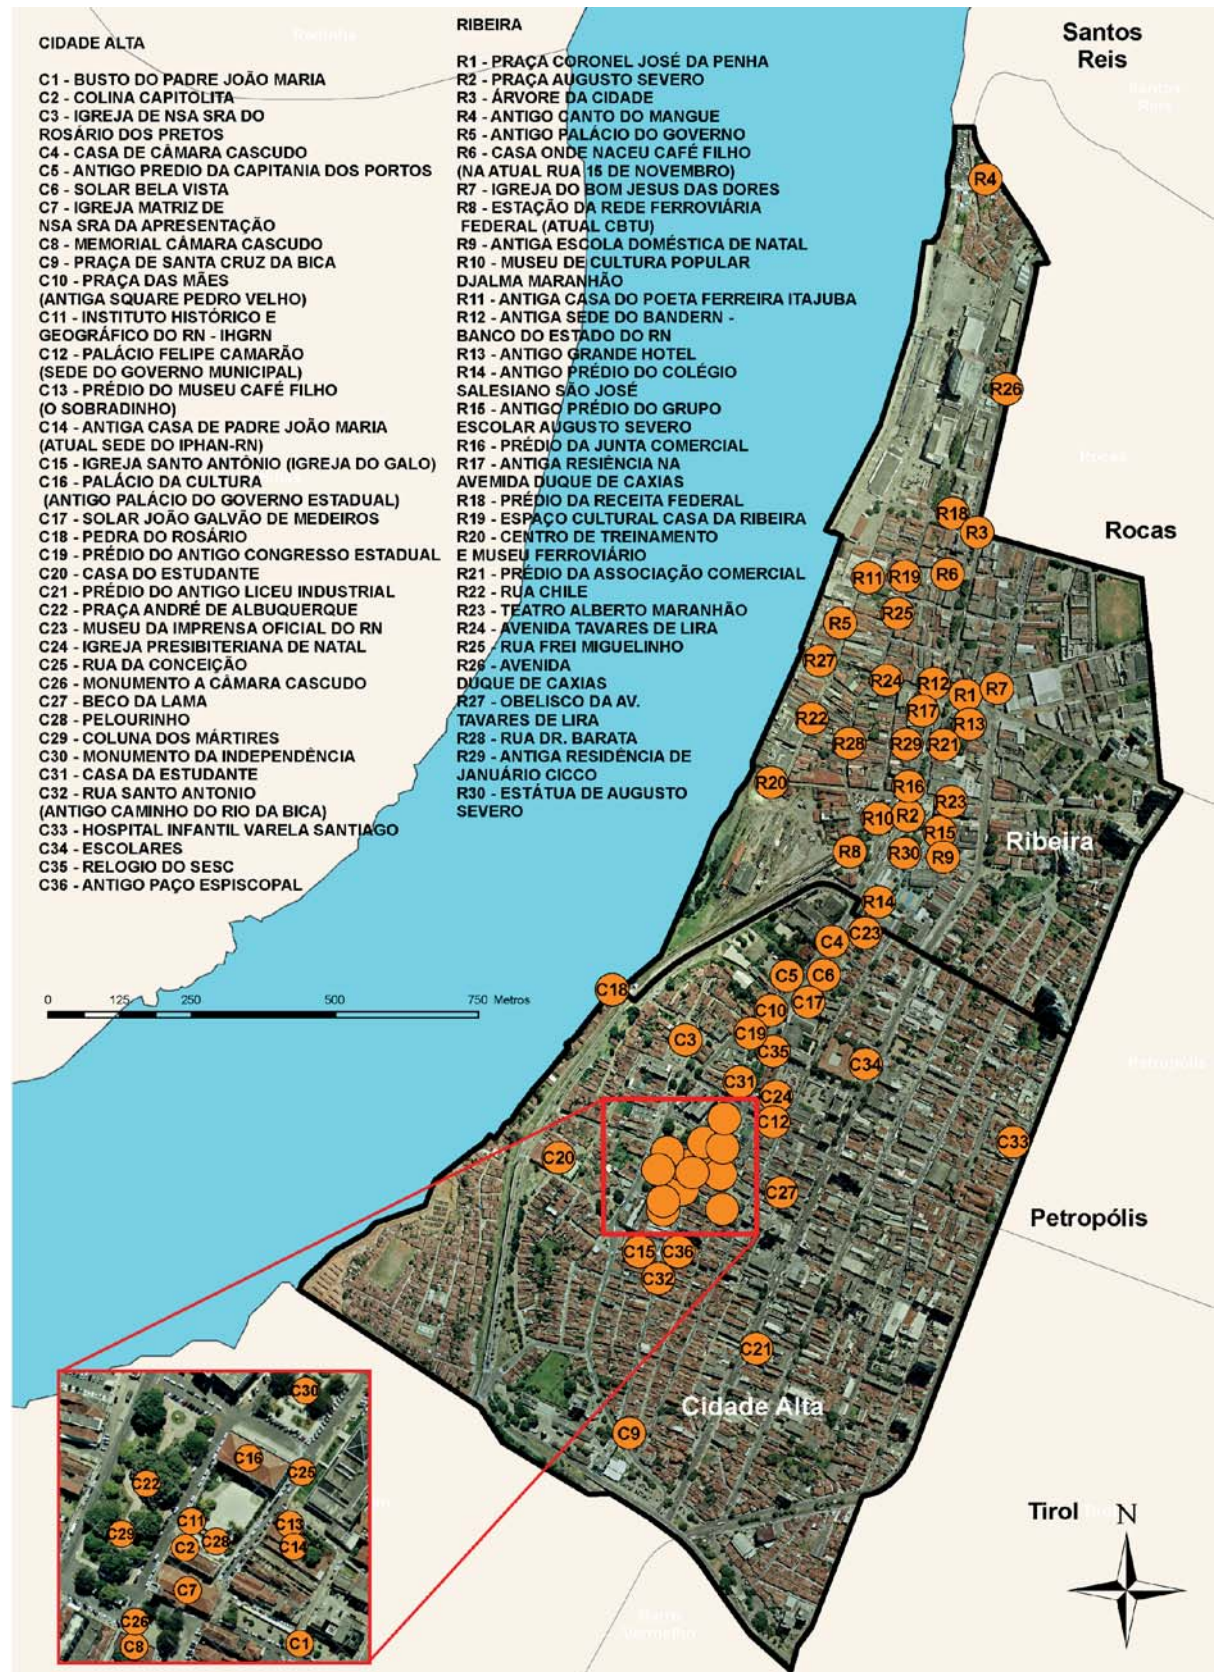 CIDADE ALTA
C1 - BUSTO DO PADRE JOÃO MARIA
C2 - COLINA CAPITOLITA
C3 - IGREJA DE NSA SRA DO
ROSÁRIO DOS PRETOS
C4 - CASA DE CÂMARA CASCUDO
C5 - ANTIGO PREDIO DA CAPITANIA DOS PORTOS
C6 - SOLAR BELA VISTA
C7 - IGREJA MATRIZ DE
NSA SRA DA APRESENTAÇÃO
C8 - MEMORIAL CÂMARA CASCUDO
C9 - PRAÇA DE SANTA CRUZ DA BICA
C10 - PRAÇA DAS MÃES
(ANTIGA SQUARE PEDRO VELHO)
C11 - INSTITUTO HISTÓRICO E
GEOGRÁFICO DO RN - IHGRN
C12 - PALÁCIO FELIPE CAMARÃO
(SEDE DO GOVERNO MUNICIPAL)
C13 - PRÉDIO DO MUSEU CAFÉ FILHO
(O SOBRADINHO)
C14 - ANTIGA CASA DE PADRE JOÃO MARIA
(ATUAL SEDE DO IPHAN-RN)
C15 - IGREJA SANTO ANTÔNIO (IGREJA DO GALO)
C16 - PALÁCIO DA CULTURA
(ANTIGO PALÁCIO DO GOVERNO ESTADUAL)
C17 - SOLAR JOÃO GALVÃO DE MEDEIROS
C18 - PEDRA DO ROSÁRIO
C19 - PRÉDIO DO ANTIGO CONGRESSO ESTADUAL
C20 - CASA DO ESTUDANTE
C21 - PRÉDIO DO ANTIGO LICEU INDUSTRIAL
C22 - PRAÇA ANDRÉ DE ALBUQUERQUE
C23 - MUSEU DA IMPRENSA OFICIAL DO RN
C24 - IGREJA PRESBITERIANA DE NATAL
C25 - RUA DA CONCEIÇÃO
C26 - MONUMENTO A CÂMARA CASCUDO
C27 - BECO DA LAMA
C28 - PELOURINHO
C29 - COLUNA DOS MÁRTIRES
C30 - MONUMENTO DA INDEPENDÊNCIA
C31 - CASA DA ESTUDANTE
C32 - RUA SANTO ANTONIO
(ANTIGO CAMINHO DO RIO DA BICA)
C33 - HOSPITAL INFANTIL VARELA SANTIAGO
C34 - ESCOLARES
C35 - RELOGIO DO SESC
C36 - ANTIGO PAÇO ESPISCOPAL
RIBEIRA
R1 - PRAÇA CORONEL JOSÉ DA PENHA
R2 - PRAÇA AUGUSTO SEVERO
R3 - ÁRVORE DA CIDADE
R4 - ANTIGO CANTO DO MANGUE
R5 - ANTIGO PALÁCIO DO GOVERNO
R6 - CASA ONDE NACEU CAFÉ FILHO
(NA ATUAL RUA 15 DE NOVEMBRO)
R7 - IGREJA DO BOM JESUS DAS DORES
R8 - ESTAÇÃO DA REDE FERROVIÁRIA
FEDERAL (ATUAL CBTU)
R9 - ANTIGA ESCOLA DOMÉSTICA DE NATAL
R10 - MUSEU DE CULTURA POPULAR
DJALMA MARANHÃO
R11 - ANTIGA CASA DO POETA FERREIRA ITAJUBA
R12 - ANTIGA SEDE DO BANDERN -
BANCO DO ESTADO DO RN
R13 - ANTIGO GRANDE HOTEL
R14 - ANTIGO PRÉDIO DO COLÉGIO
SALESIANO SÃO JOSÉ
R15 - ANTIGO PRÉDIO DO GRUPO
ESCOLAR AUGUSTO SEVERO
R16 - PRÉDIO DA JUNTA COMERCIAL
R17 - ANTIGA RESIÊNCIA NA
AVEMIDA DUQUE DE CAXIAS
R18 - PRÉDIO DA RECEITA FEDERAL
R19 - ESPAÇO CULTURAL CASA DA RIBEIRA
R20 - CENTRO DE TREINAMENTO
E MUSEU FERROVIÁRIO
R21 - PRÉDIO DA ASSOCIAÇÃO COMERCIAL
R22 - RUA CHILE
R23 - TEATRO ALBERTO MARANHÃO
R24 - AVENIDA TAVARES DE LIRA
R25 - RUA FREI MIGUELINHO
R26 - AVENIDA
DUQUE DE CAXIAS
R27 - OBELISCO DA AV.
TAVARES DE LIRA
R28 - RUA DR. BARATA
R29 - ANTIGA RESIDÊNCIA DE
JANUÁRIO CICCO
R30 - ESTÁTUA DE AUGUSTO
SEVERO
Santos
Reis
Santos
Reis
R4
R26
Rocas
R18
R3
Rocas
R11
R19
R6
R25
R5
R27
R24
R12
R1
R7
R17
R22
R13
R28
R29
R21
R20
R16
R23
R10
R2
R15
Ribeira
R8
R30
R9
R14
C23
C4
C5
C6
C18
C17
C10
C19
C3
C35
C34
Petropólis
C31
C24
C12
C33
C20
C27
Petropólis
C15
C36
C32
C21
Cidade Alta
C9
0 125 250 500 750 Metros
C30
C16
C25
C22
C11
C13
C29
C2
C28
C14
C7
C26
C8
C1
Tirol
N
Barro
Vermelho